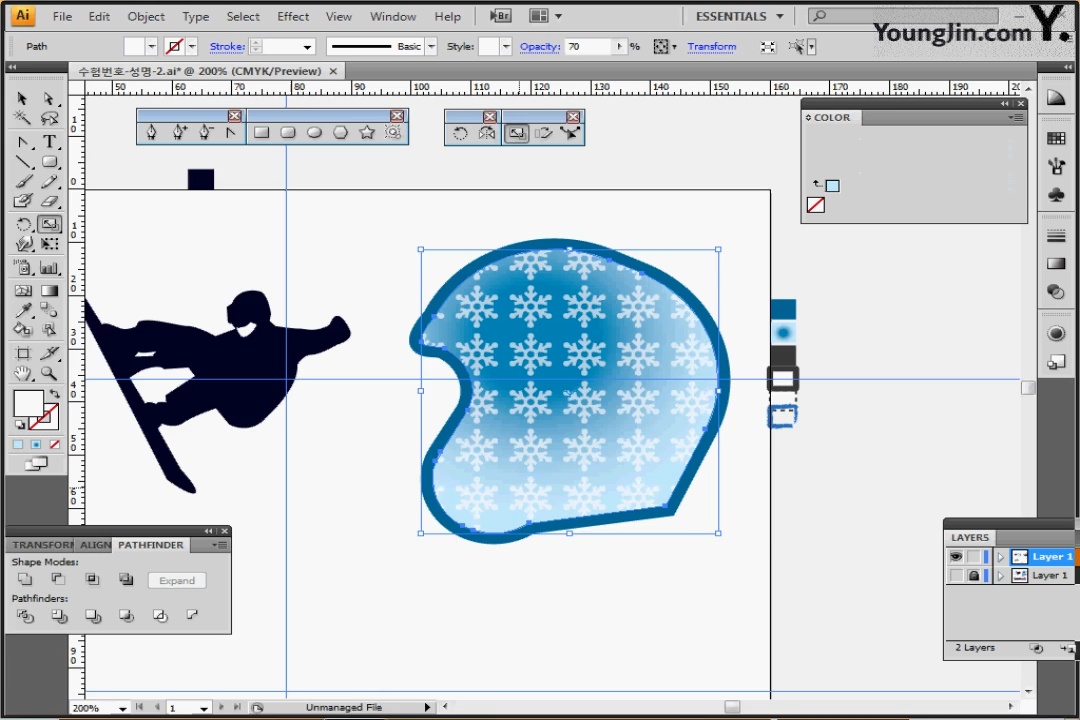 Ai File Edit Object Type Select Effect View Window Help Br ESSENTIALS
YoungJin.com Y.
Path Stroke: Basic Style: Opacity: 70 % Transform
수험번호-성명-2.ai* @ 200% (CMYK/Preview)
50 60 70 80 90 100 110 120 130 140 150 160 170 180 190
COLOR
TRANSFORM ALIGN PATHFINDER
Shape Modes:
Expand
Pathfinders:
LAYERS
Layer 1
Layer 1
2 Layers
200% 1 Unmanaged File